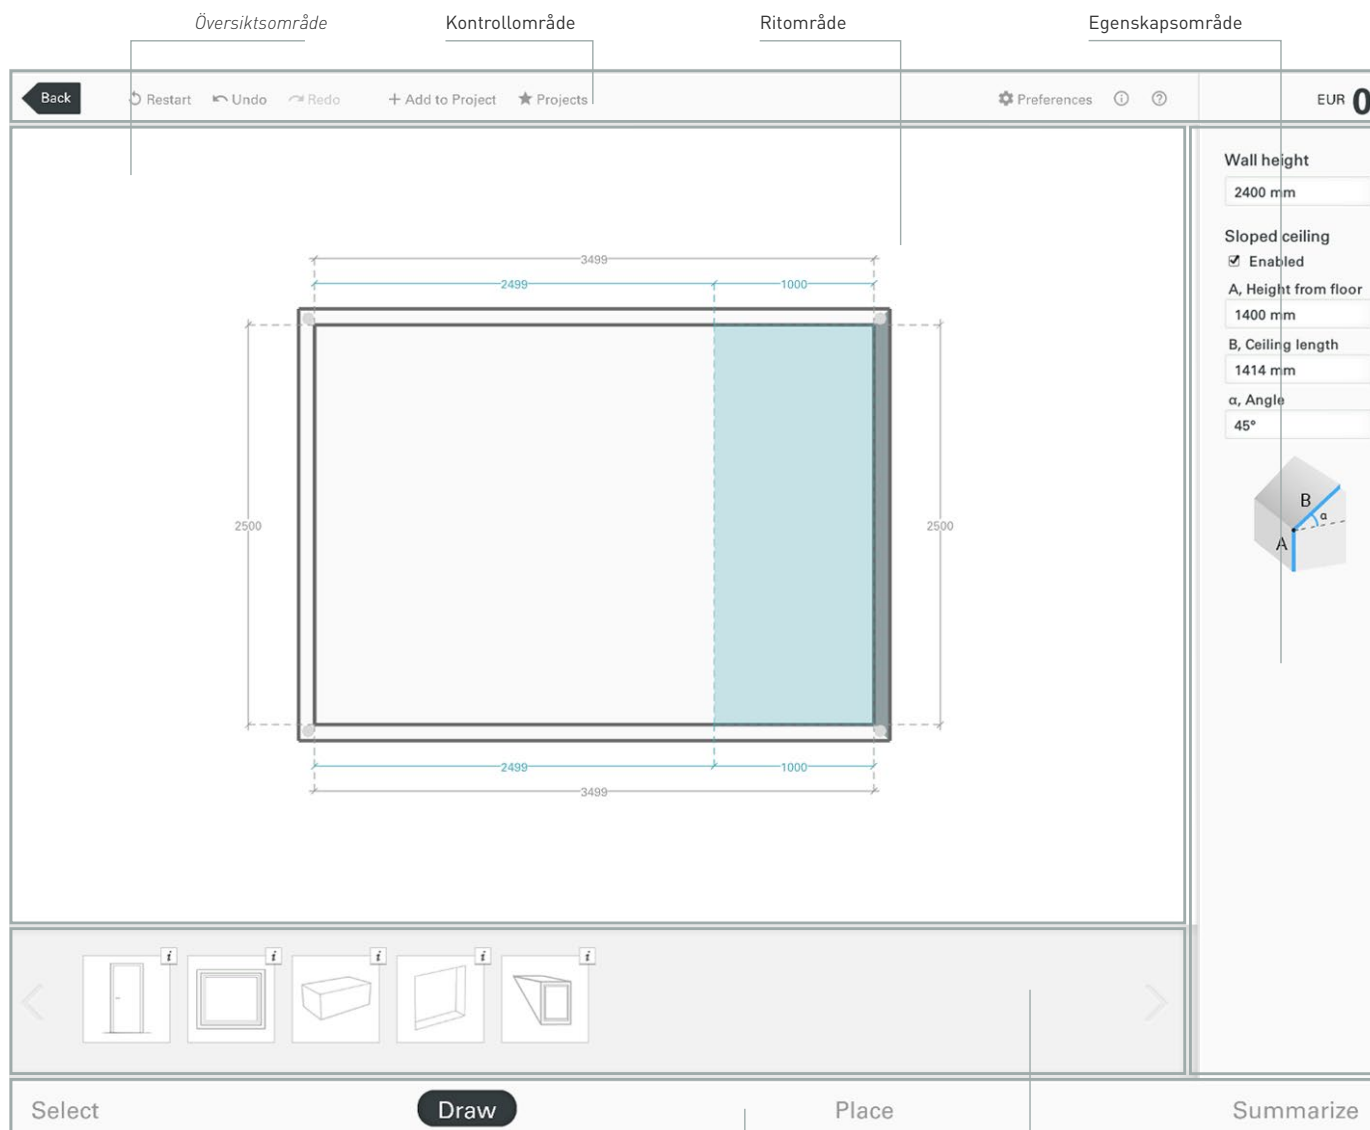 Översiktsområde Kontrollområde Ritområde Egenskapsområde
Back Restart Undo Redo + Add to Project Projects Preferences EUR 0
Wall height
2400 mm
Sloped ceiling
Enabled
A, Height from floor
1400 mm
B, Ceiling length
1414 mm
α, Angle
45°
B
α
A
3499
2499 1000
2500 2500
2499 1000
3499
i i i i i
Select Draw Place Summarize